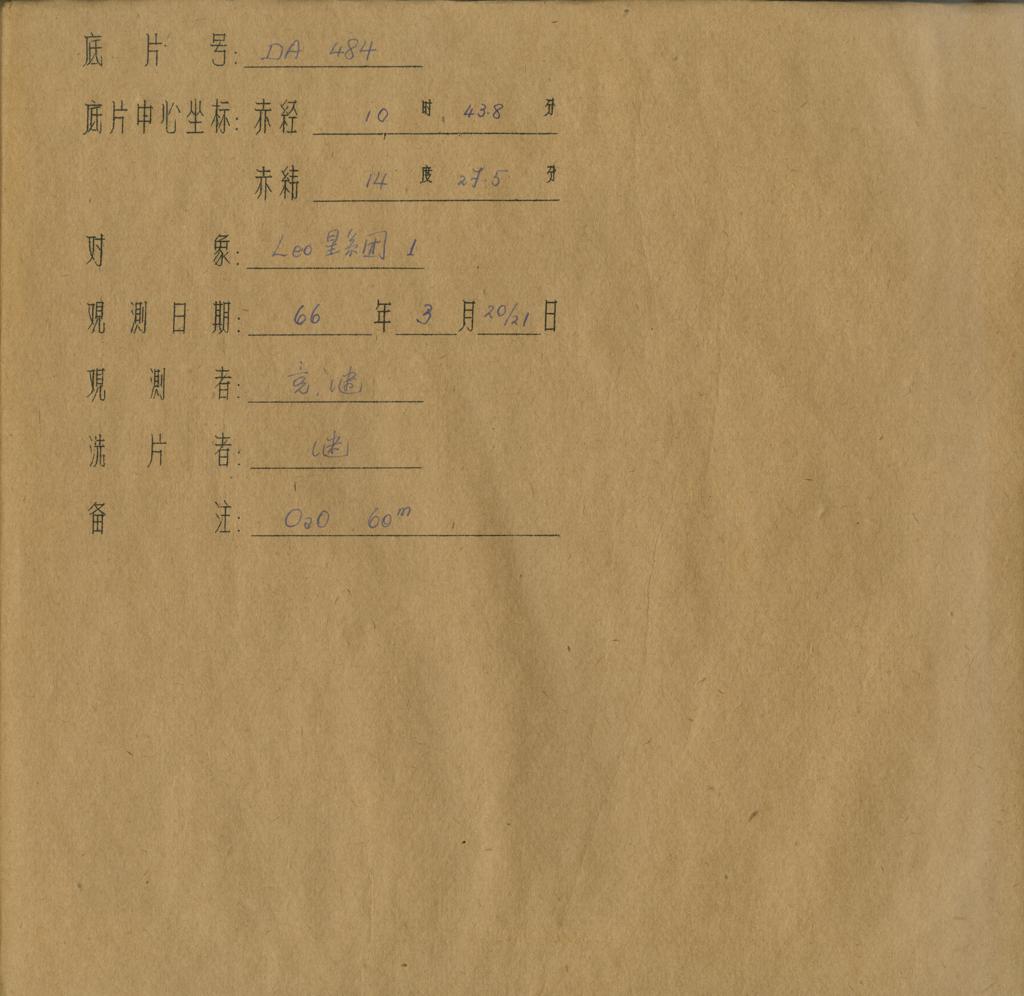 底片号: DA 484
底片中心坐标: 赤经 10 时 43.8 分
赤纬 14 度 27.5 分
对象: Leo 星系团 1
观测日期: 66 年 3 月 20/21 日
观测者:
洗片者:
备注: OaO 60m